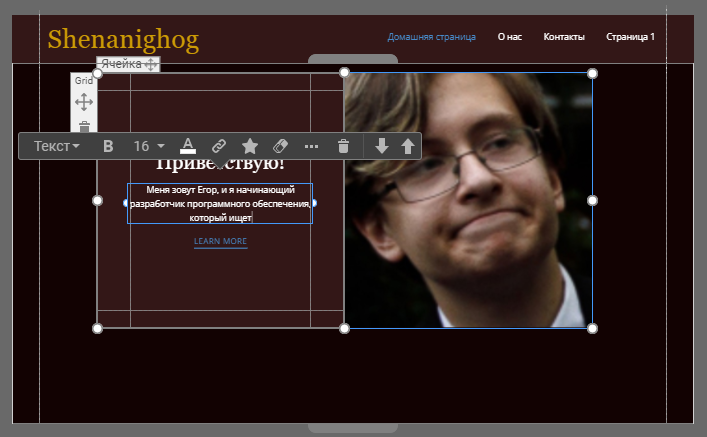 Shenanighog
Домашняя страница О нас Контакты Страница 1
Ячейка
Grid
Текст B 16 A
Приветствую!
Меня зовут Егор, и я начинающий
разработчик программного обеспечения,
который ищет
LEARN MORE